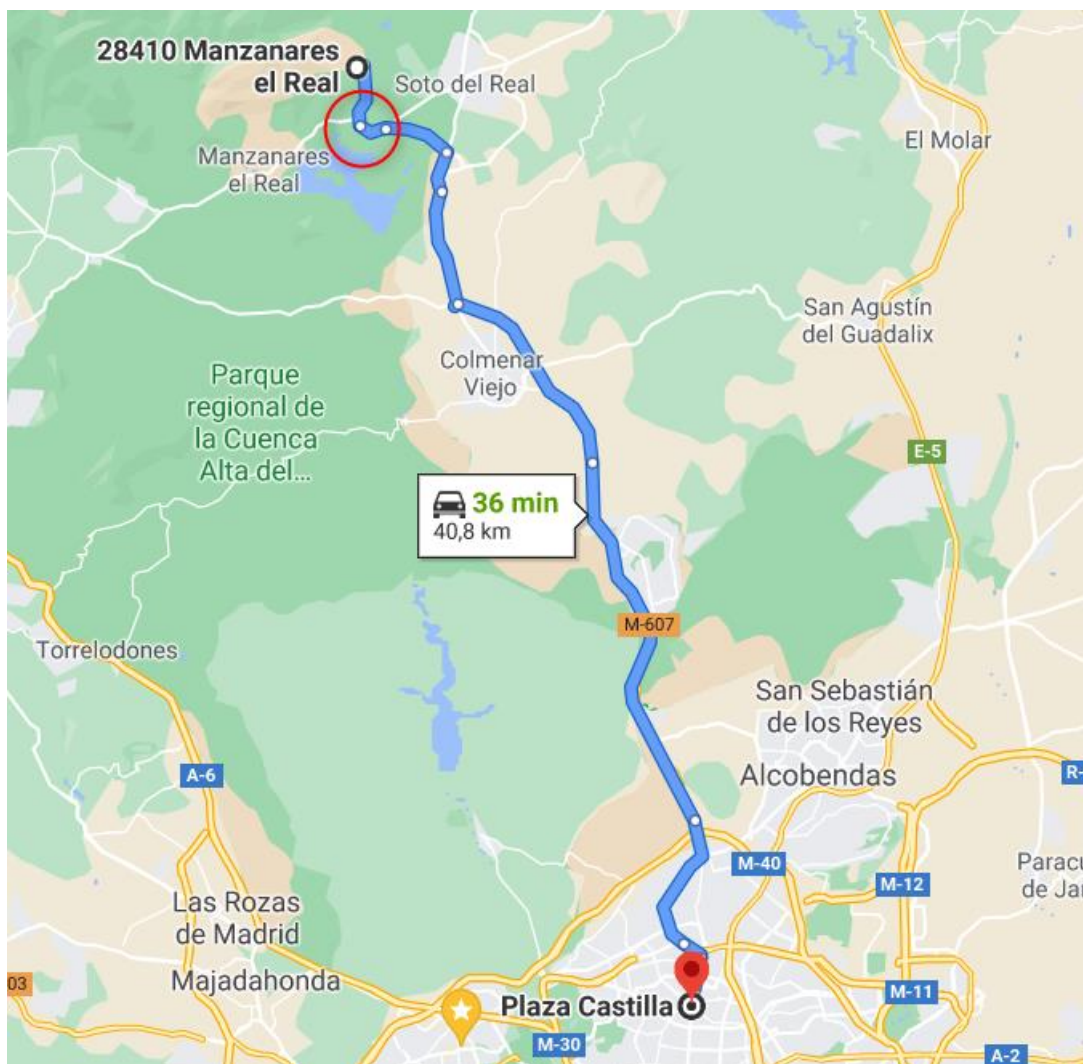 28410 Manzanares
el Real
Soto del Real
El Molar
Manzanares
el Real
San Agustín
del Guadalix
Colmenar
Viejo
Parque
regional de
la Cuenca
Alta del...
E-5
36 min
40,8 km
M-607
Torrelodones
San Sebastián
de los Reyes
A-6
Alcobendas
R-
M-40
Paracu
de Jar
M-12
Las Rozas
de Madrid
Majadahonda
03
M-11
Plaza Castilla
M-30
A-2